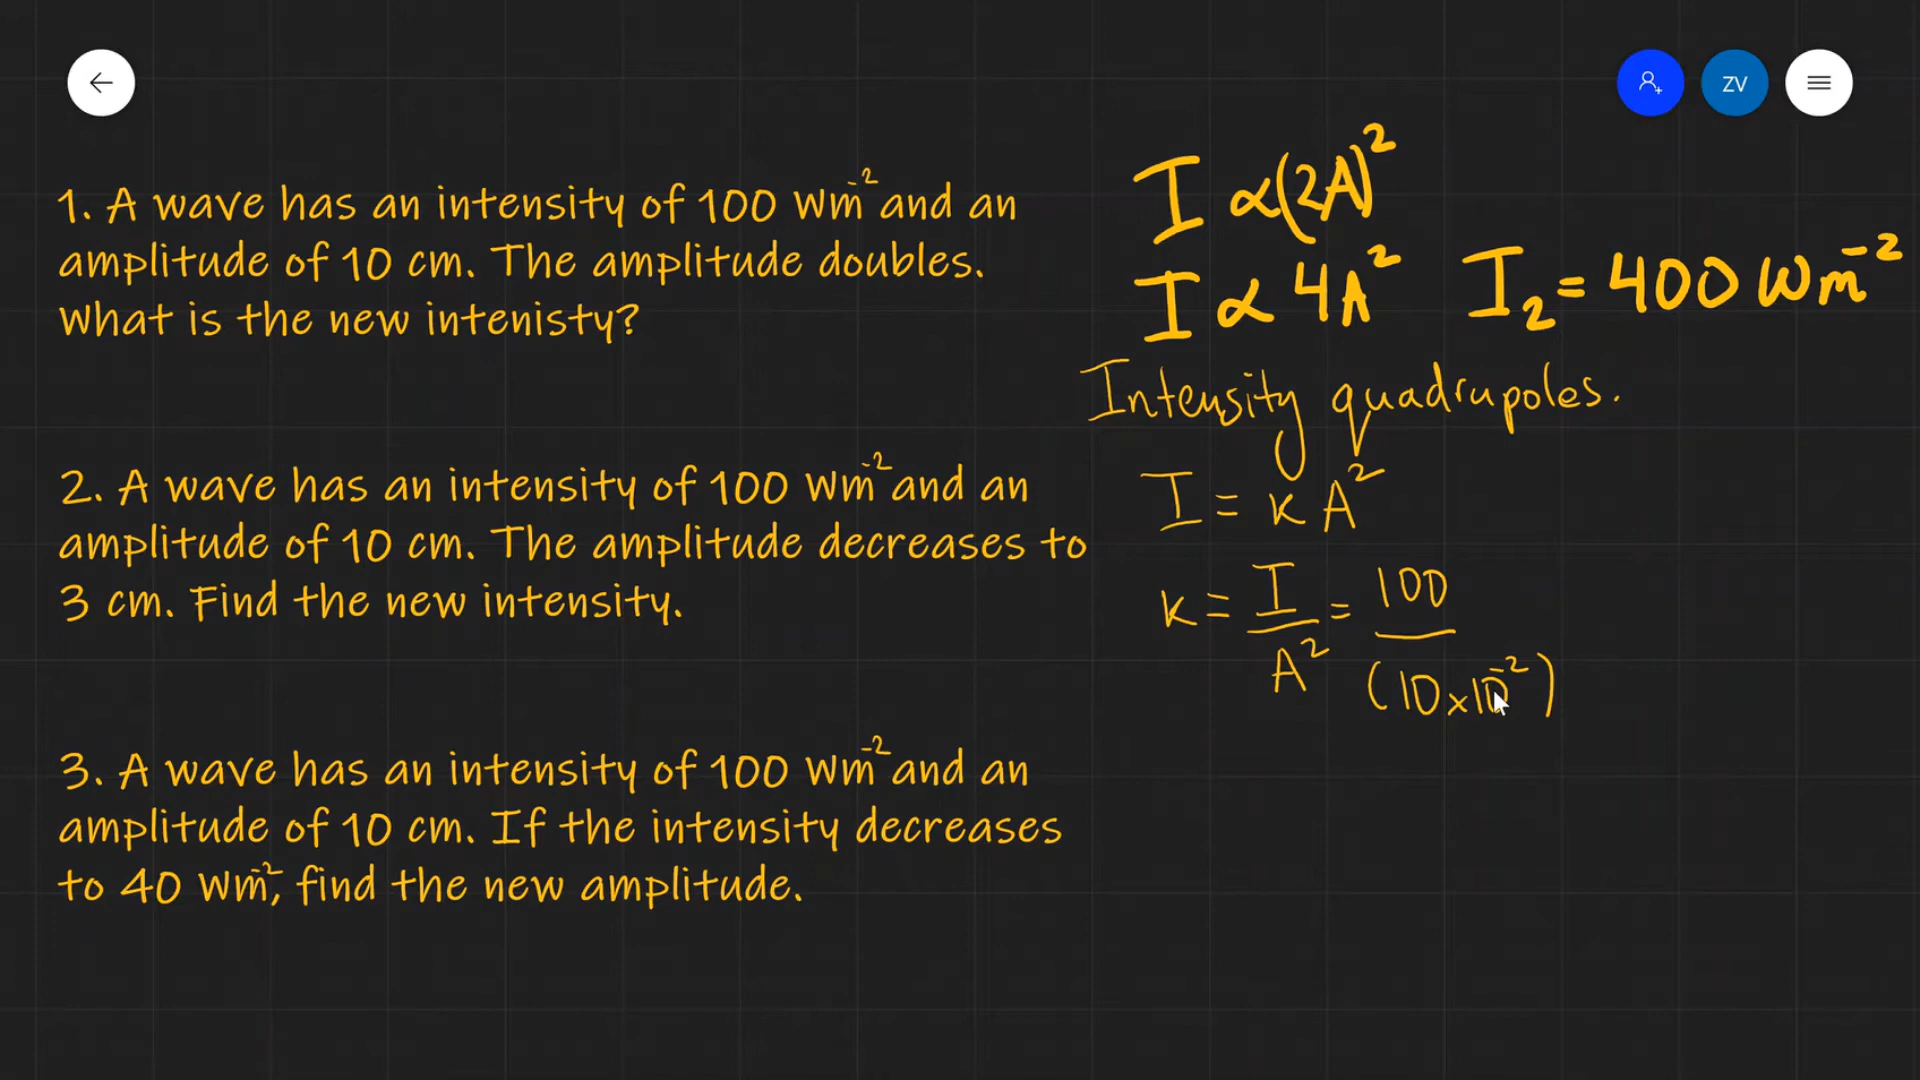 ZV
1. A wave has an intensity of 100 Wm⁻² and an
amplitude of 10 cm. The amplitude doubles.
What is the new intenisty?
2. A wave has an intensity of 100 Wm⁻² and an
amplitude of 10 cm. The amplitude decreases to
3 cm. Find the new intensity.
3. A wave has an intensity of 100 Wm⁻² and an
amplitude of 10 cm. If the intensity decreases
to 40 Wm⁻², find the new amplitude.
I ∝ (2A)²
I ∝ 4A² I₂ = 400 Wm⁻²
Intensity quadrupoles.
I = κ A²
κ = I / A² = 100 / (10 × 10⁻²)